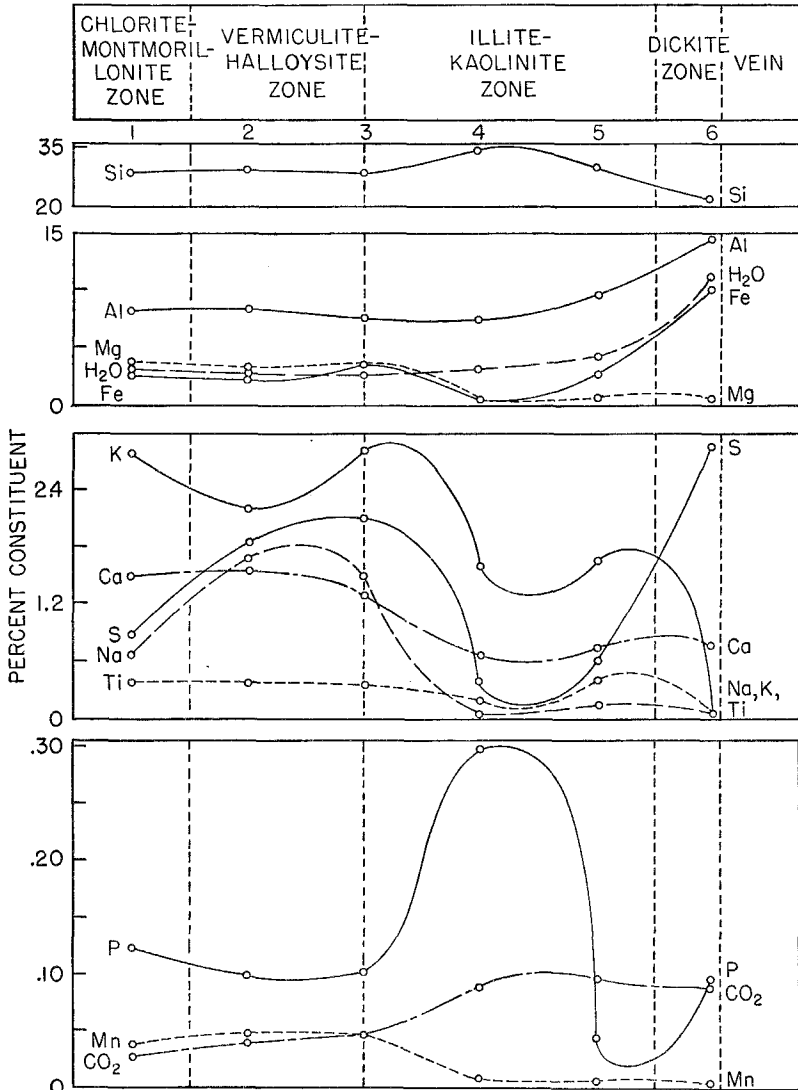 CHLORITE-
MONTMORIL-
LONITE
ZONE
VERMICULITE-
HALLOYSITE
ZONE
ILLITE-
KAOLINITE
ZONE
DICKITE
ZONE
VEIN
1 2 3 4 5 6
35
Si
20
Si
15
Al
Mg
H₂O
Fe
0
Al
H₂O
Fe
Mg
PERCENT CONSTITUENT
K
2.4
Ca
1.2
S
Na
Ti
0
S
Ca
Na, K,
Ti
.30
.20
P
.10
Mn
CO₂
0
P
CO₂
Mn